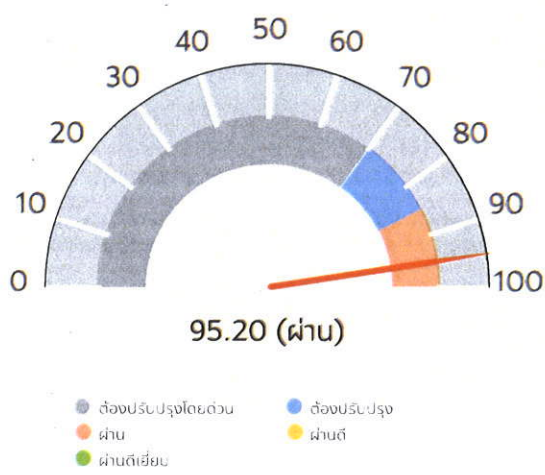 50
40 60
30 70
20 80
10 90
0 100
95.20 (ผ่าน)
ต้องปรับปรุงโดยด่วน ต้องปรับปรุง
ผ่าน ผ่านดี
ผ่านดีเยี่ยม